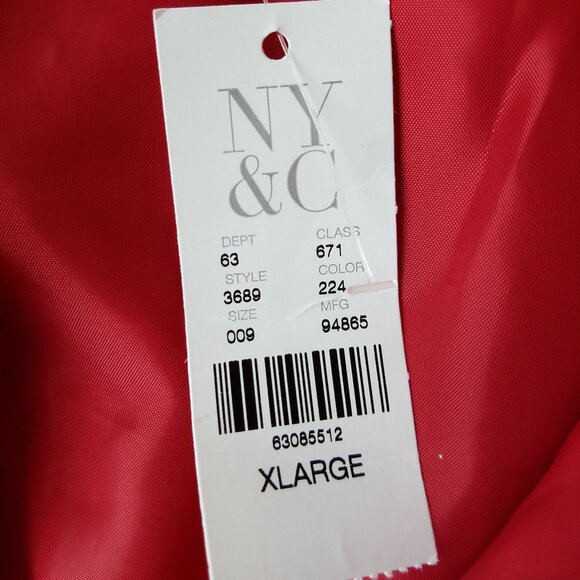 NY
&C
DEPT CLASS
63 671
STYLE COLOR
3689 224
SIZE MFG
009 94865
63085512
XLARGE